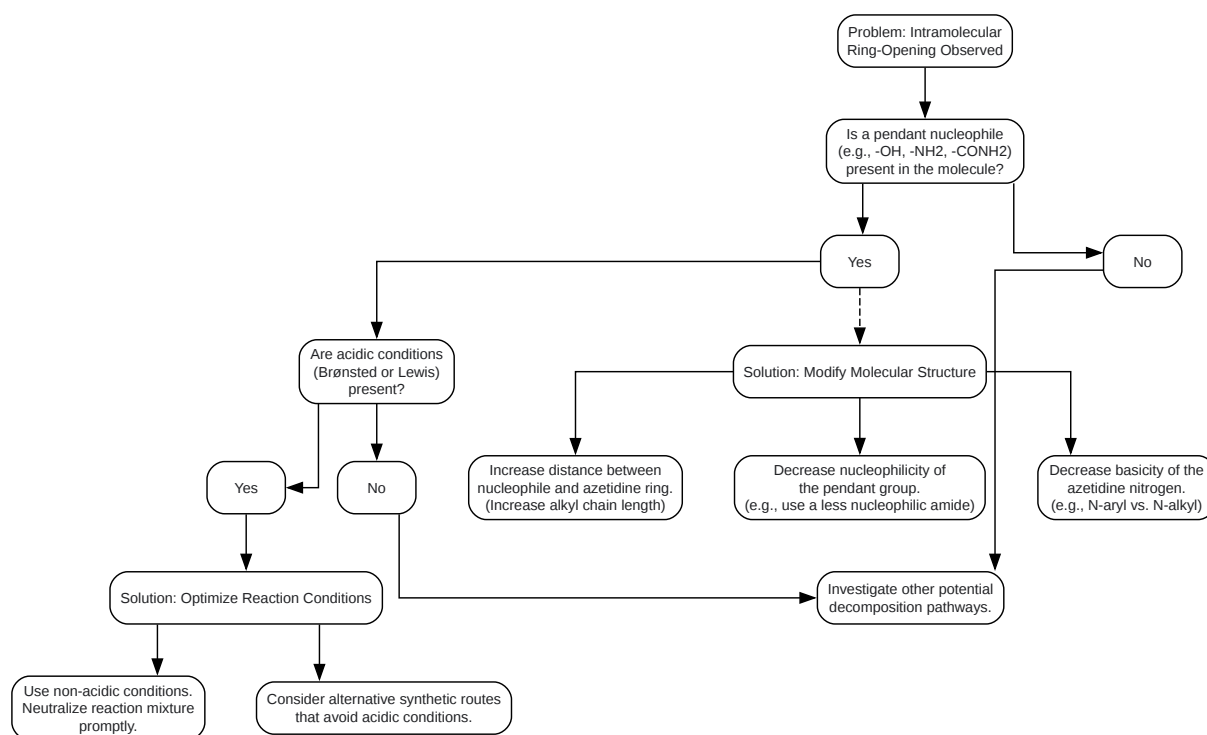 Problem: Intramolecular
Ring-Opening Observed
Is a pendant nucleophile
(e.g., -OH, -NH2, -CONH2)
present in the molecule?
Yes
No
Are acidic conditions
(Brønsted or Lewis)
present?
Solution: Modify Molecular Structure
Yes
No
Increase distance between
nucleophile and azetidine ring.
(Increase alkyl chain length)
Decrease nucleophilicity of
the pendant group.
(e.g., use a less nucleophilic amide)
Decrease basicity of the
azetidine nitrogen.
(e.g., N-aryl vs. N-alkyl)
Solution: Optimize Reaction Conditions
Investigate other potential
decomposition pathways.
Use non-acidic conditions.
Neutralize reaction mixture
promptly.
Consider alternative synthetic routes
that avoid acidic conditions.